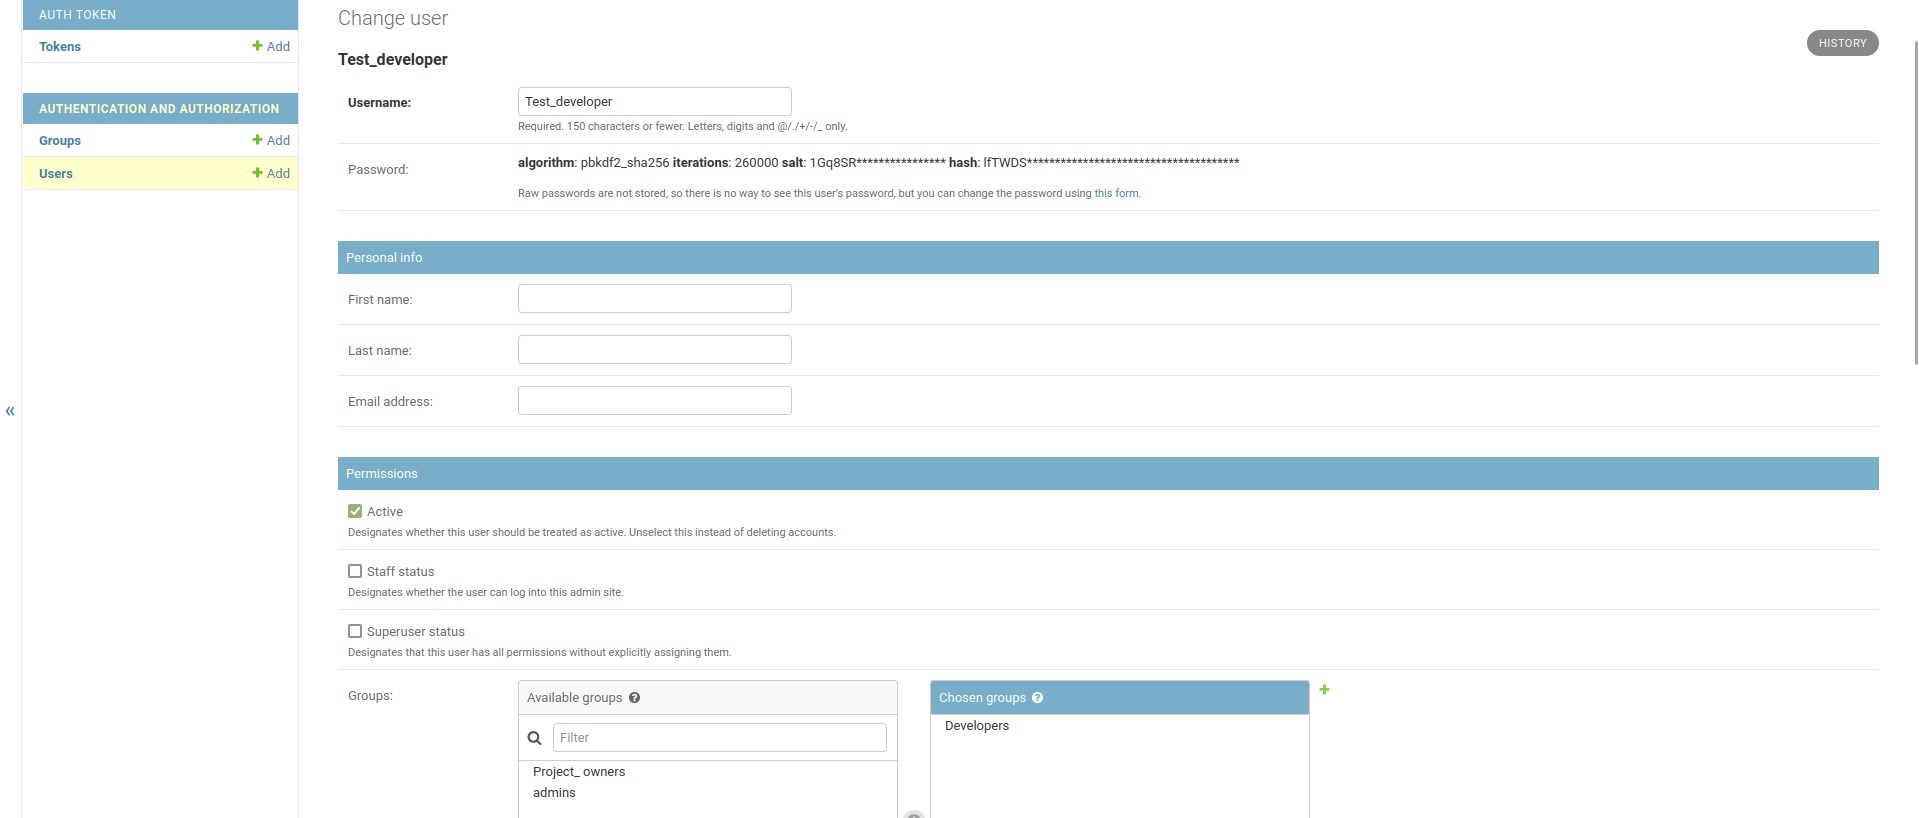 AUTH TOKEN
Tokens
Add
AUTHENTICATION AND AUTHORIZATION
Groups
Add
Users
Add
«
Change user
HISTORY
Test_developer
Username:
Test_developer
Required. 150 characters or fewer. Letters, digits and @/./+/-/_ only.
Password:
algorithm: pbkdf2_sha256 iterations: 260000 salt: 1Gq8SR**************** hash: lfTWDS**************************************
Raw passwords are not stored, so there is no way to see this user's password, but you can change the password using this form.
Personal info
First name:
Last name:
Email address:
Permissions
Active
Designates whether this user should be treated as active. Unselect this instead of deleting accounts.
Staff status
Designates whether the user can log into this admin site.
Superuser status
Designates that this user has all permissions without explicitly assigning them.
Groups:
Available groups ?
Filter
Project_ owners
admins
Chosen groups ?
Developers